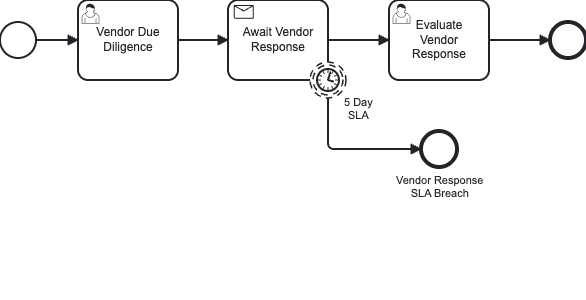 Vendor Due
Diligence
Await Vendor
Response
Evaluate
Vendor
Response
5 Day
SLA
Vendor Response
SLA Breach